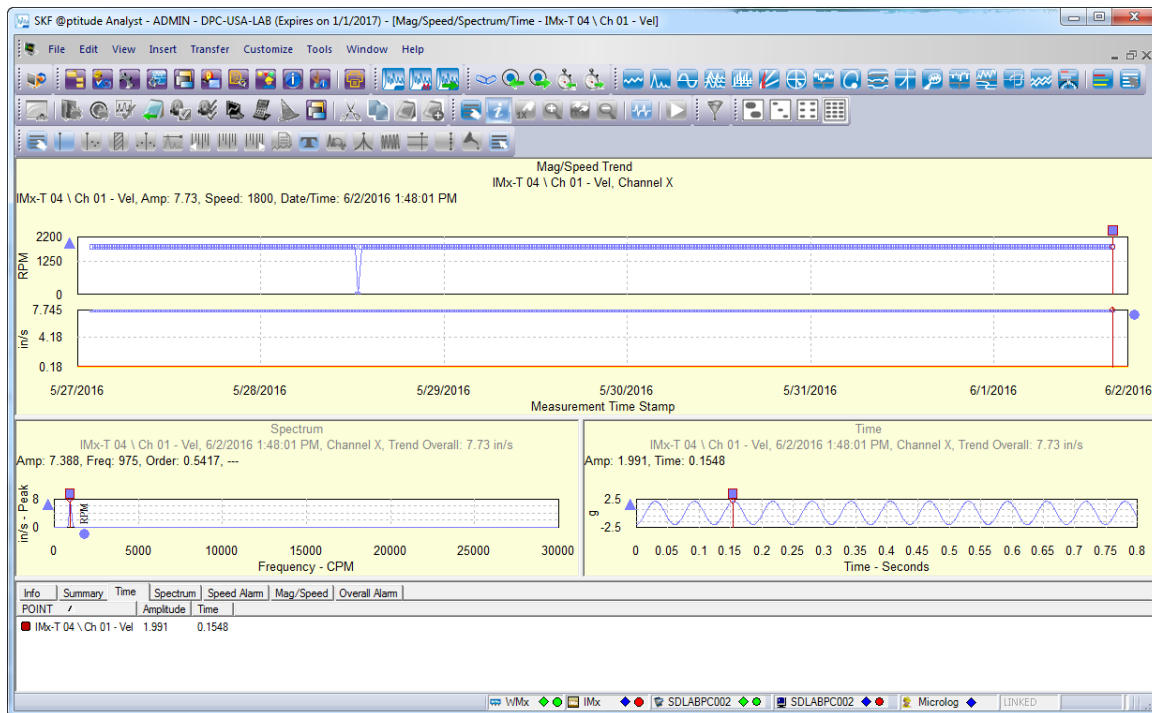 SKF @ptitude Analyst - ADMIN - DPC-USA-LAB (Expires on 1/1/2017) - [Mag/Speed/Spectrum/Time - IMx-T 04 \ Ch 01 - Vel]
File Edit View Insert Transfer Customize Tools Window Help
Mag/Speed Trend
IMx-T 04 \ Ch 01 - Vel, Channel X
IMx-T 04 \ Ch 01 - Vel, Amp: 7.73, Speed: 1800, Date/Time: 6/2/2016 1:48:01 PM
RPM
2200
1250
0
in/s
7.745
4.18
0.18
5/27/2016 5/28/2016 5/29/2016 5/30/2016 5/31/2016 6/1/2016 6/2/2016
Measurement Time Stamp
Spectrum
IMx-T 04 \ Ch 01 - Vel, 6/2/2016 1:48:01 PM, Channel X, Trend Overall: 7.73 in/s
Amp: 7.388, Freq: 975, Order: 0.5417, ---
in/s - Peak
8
0
RPM
0 5000 10000 15000 20000 25000 30000
Frequency - CPM
Time
IMx-T 04 \ Ch 01 - Vel, 6/2/2016 1:48:01 PM, Channel X, Trend Overall: 7.73 in/s
Amp: 1.991, Time: 0.1548
g
2.5
-2.5
0 0.05 0.1 0.15 0.2 0.25 0.3 0.35 0.4 0.45 0.5 0.55 0.6 0.65 0.7 0.75 0.8
Time - Seconds
Info Summary Time Spectrum Speed Alarm Mag/Speed Overall Alarm
POINT / Amplitude Time
IMx-T 04 \ Ch 01 - Vel 1.991 0.1548
WMx IMx SDLABPC002 SDLABPC002 Microlog LINKED